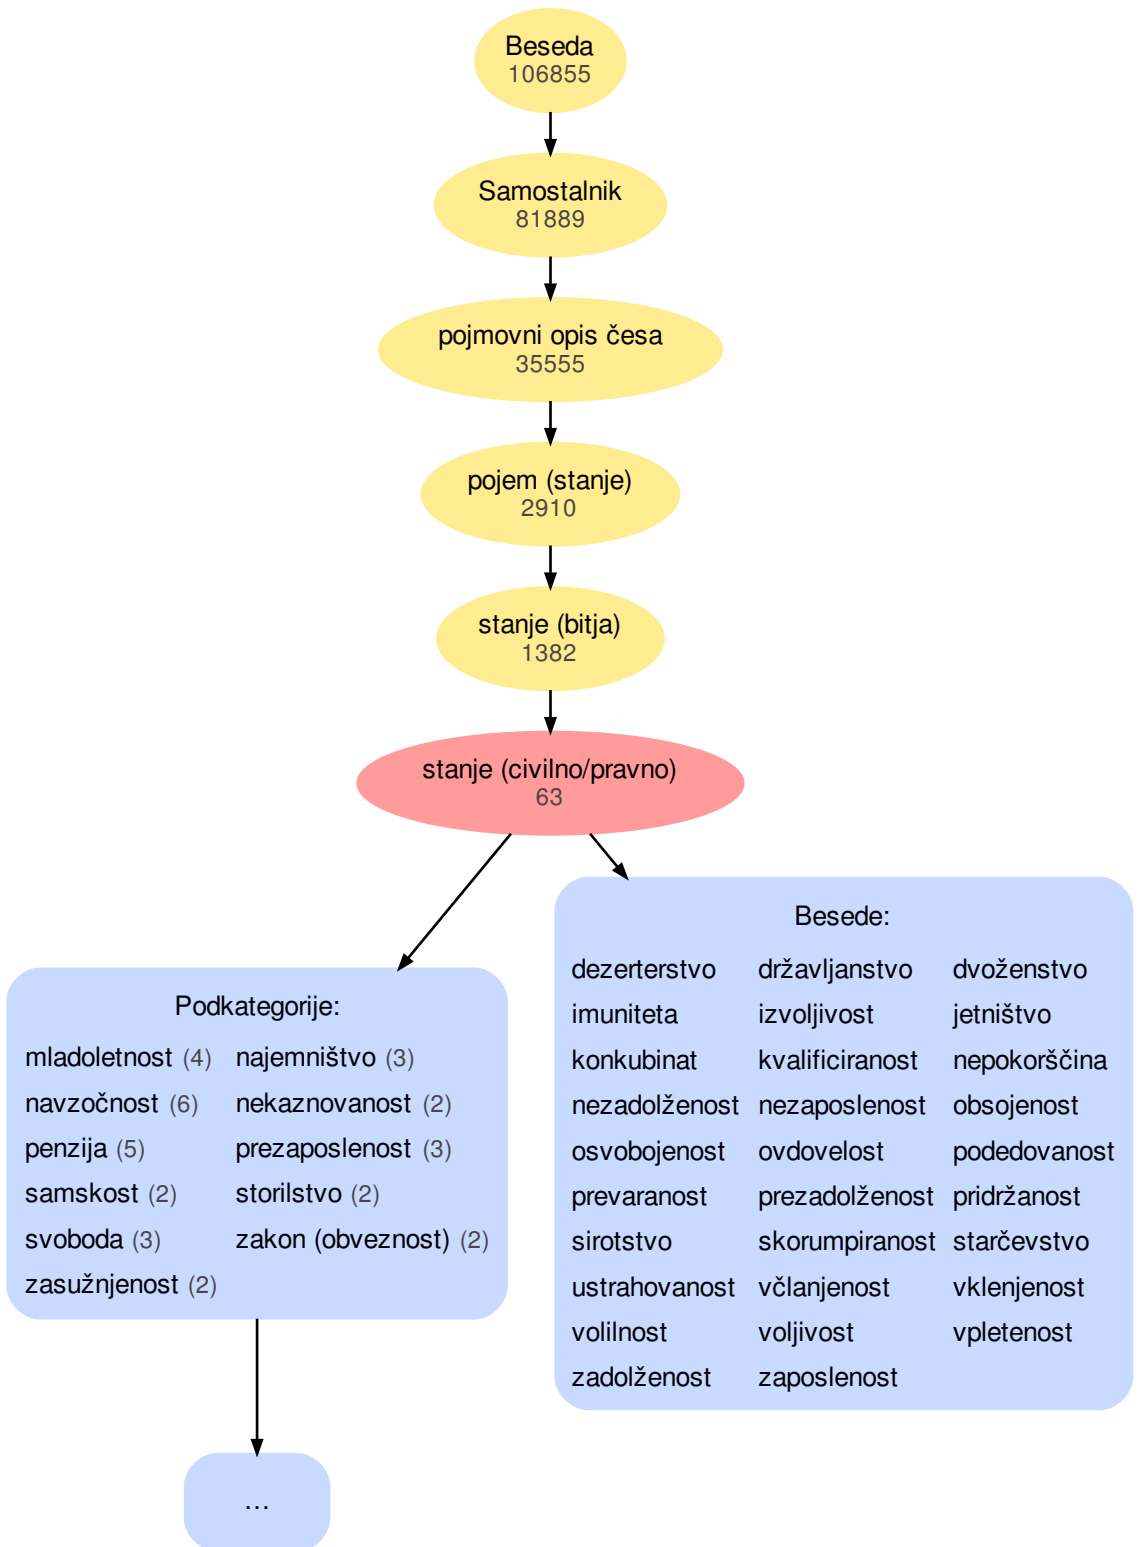 Beseda
106855
Samostalnik
81889
pojmovni opis česa
35555
pojem (stanje)
2910
stanje (bitja)
1382
stanje (civilno/pravno)
63
Podkategorije:
mladoletnost (4) najemništvo (3)
navzočnost (6) nekaznovanost (2)
penzija (5) prezaposlenost (3)
samskost (2) storilstvo (2)
svoboda (3) zakon (obveznost) (2)
zasužnjenost (2)
...
Besede:
dezerterstvo državljanstvo dvoženstvo
imuniteta izvoljivost jetništvo
konkubinat kvalificiranost nepokorščina
nezadolženost nezaposlenost obsojenost
osvobojenost ovdovelost podedovanost
prevaranost prezadolženost pridržanost
sirotstvo skorumpiranost starčevstvo
ustrahovanost včlanjenost vklenjenost
volilnost voljivost vpletenost
zadolženost zaposlenost